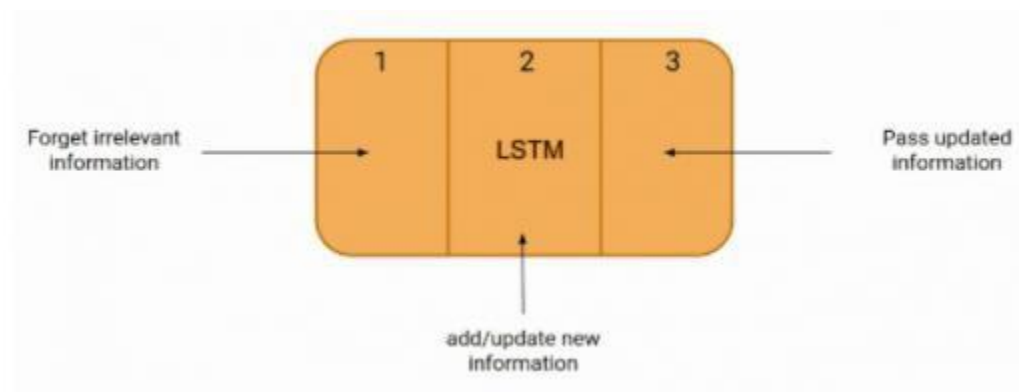 1
2
3
Forget irrelevant
information
LSTM
Pass updated
information
add/update new
information